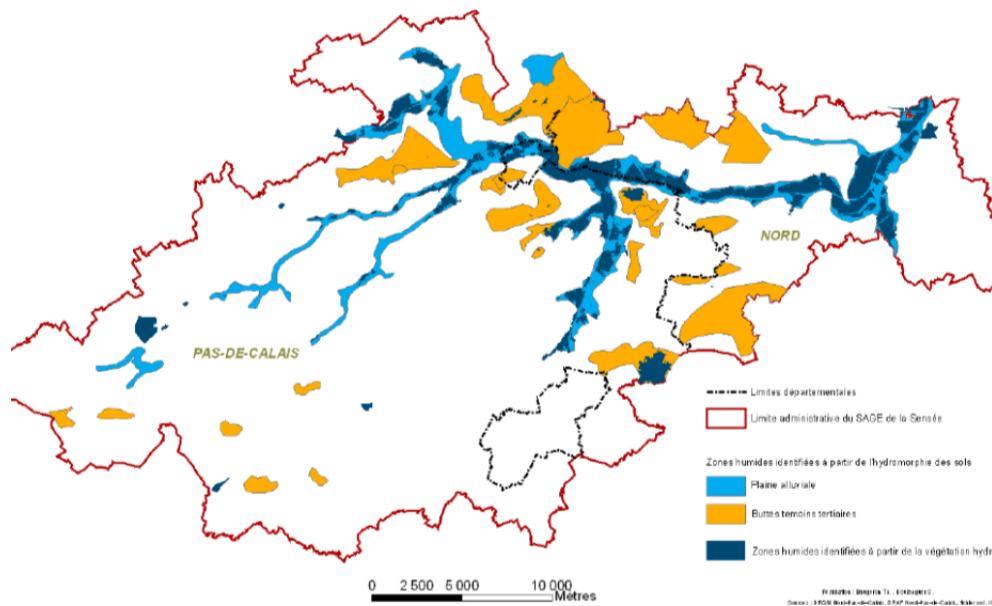 NORD
PAS-DE-CALAIS
Limites départementales
Limite administrative du SAGE de la Sensée
Zones humides identifiées à partir de l'hydromorphie des sols
Plaine alluviale
Buttes temoins tertiaires
Zones humides identifiées à partir de la végétation hydr
0 2 500 5 000 10 000
Mètres